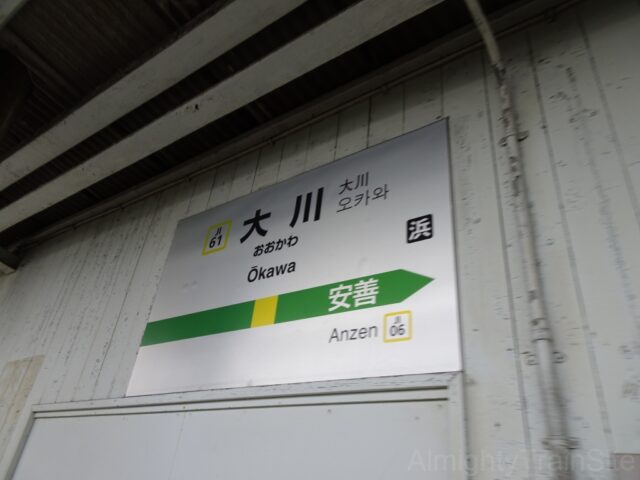 JI
61
大川
大川
오카와
おおかわ
Ōkawa
浜
安善
Anzen
JI
06
AlmightyTrainSite